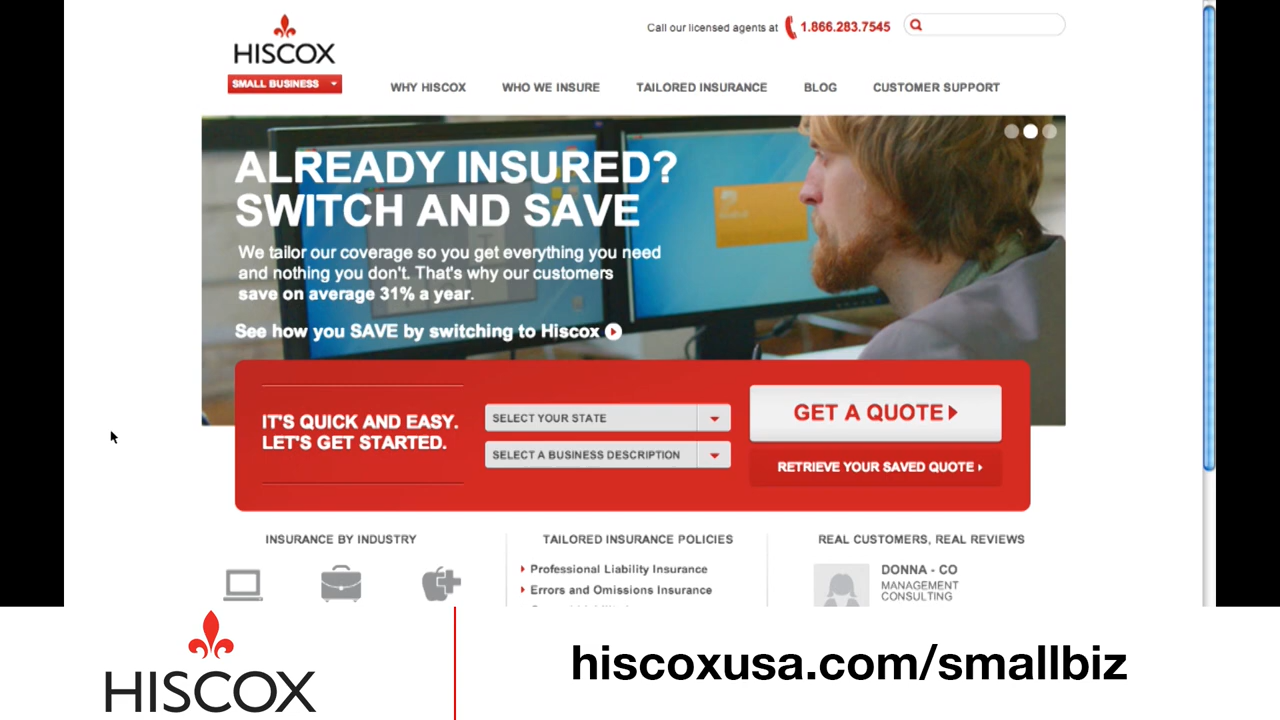 HISCOX
Call our licensed agents at 1.866.283.7545
SMALL BUSINESS
WHY HISCOX WHO WE INSURE TAILORED INSURANCE BLOG CUSTOMER SUPPORT
ALREADY INSURED?
SWITCH AND SAVE
We tailor our coverage so you get everything you need
and nothing you don't. That's why our customers
save on average 31% a year.
See how you SAVE by switching to Hiscox
IT'S QUICK AND EASY.
LET'S GET STARTED.
SELECT YOUR STATE
SELECT A BUSINESS DESCRIPTION
GET A QUOTE
RETRIEVE YOUR SAVED QUOTE
INSURANCE BY INDUSTRY
TAILORED INSURANCE POLICIES
Professional Liability Insurance
Errors and Omissions Insurance
REAL CUSTOMERS, REAL REVIEWS
DONNA - CO
MANAGEMENT
CONSULTING
HISCOX
hiscoxusa.com/smallbiz